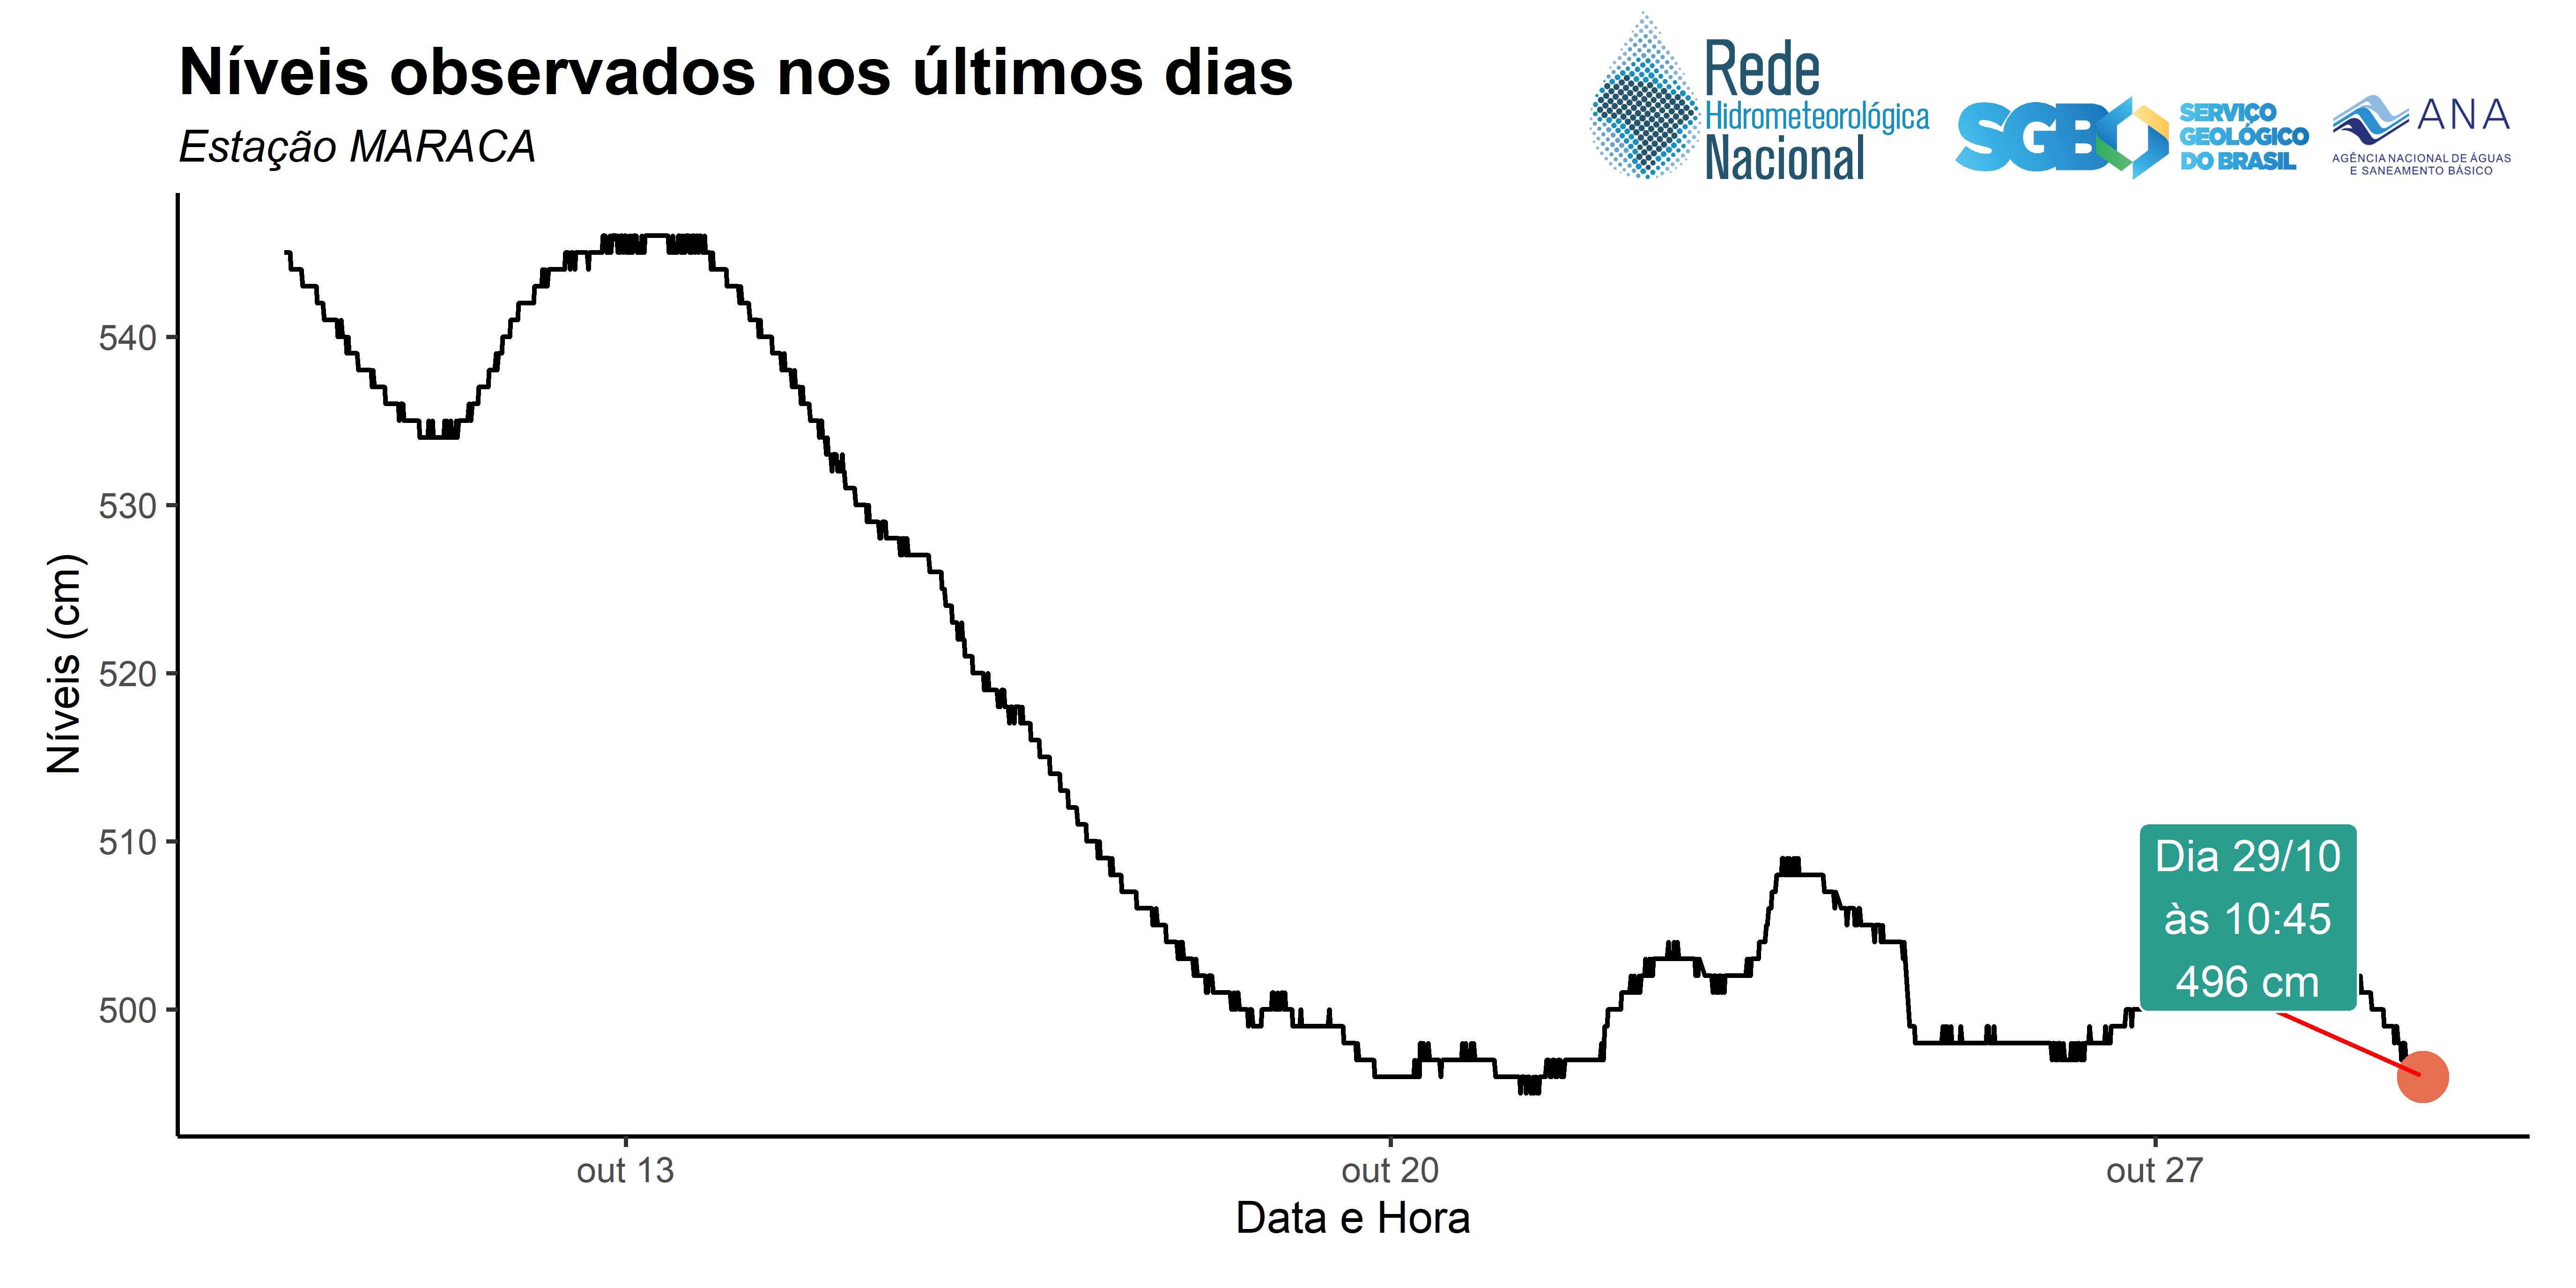 Níveis observados nos últimos dias
Estação MARACA
Rede
Hidrometeorológica
Nacional
SGB
SERVIÇO
GEOLÓGICO
DO BRASIL
ANA
AGÊNCIA NACIONAL DE ÁGUAS
E SANEAMENTO BÁSICO
Níveis (cm)
540
530
520
510
500
Dia 29/10
às 10:45
496 cm
out 13
out 20
out 27
Data e Hora